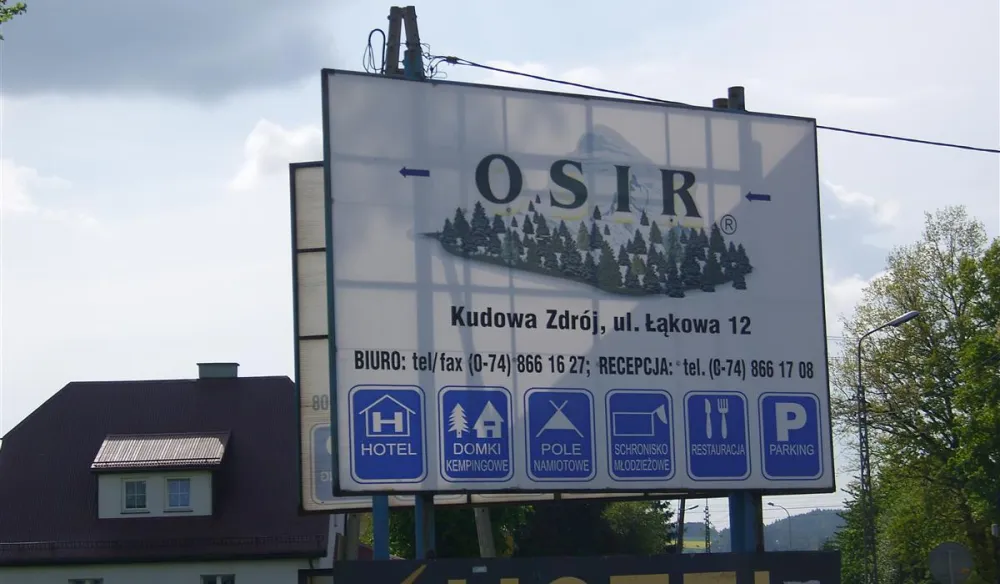 OSIR
®
Kudowa Zdrój, ul. Łąkowa 12
BIURO: tel/fax (0-74) 866 16 27; RECEPCJA: tel. (0-74) 866 17 08
H
HOTEL
DOMKI
KEMPINGOWE
POLE
NAMIOTOWE
SCHRONISKO
MŁODZIEŻOWE
RESTAURACJA
P
PARKING
80